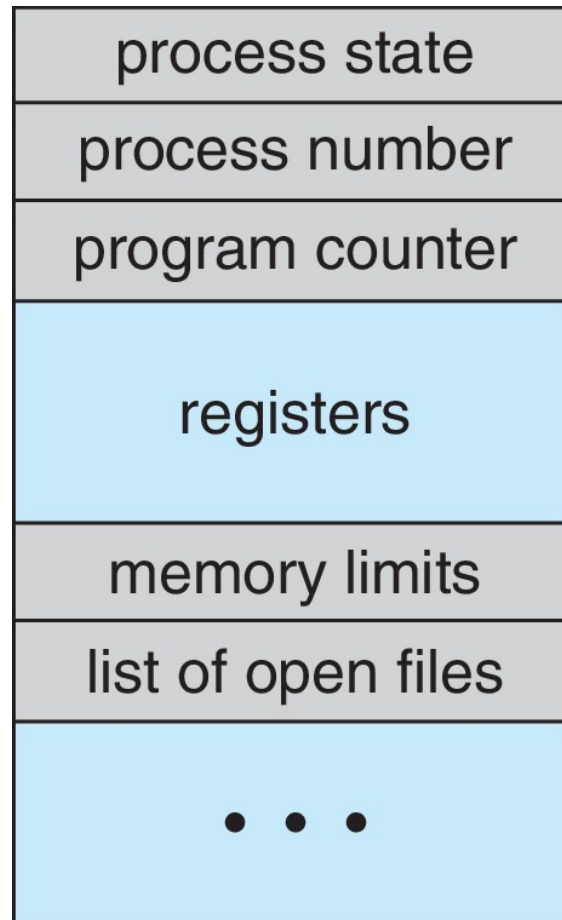 process state
process number
program counter
registers
memory limits
list of open files
• • •